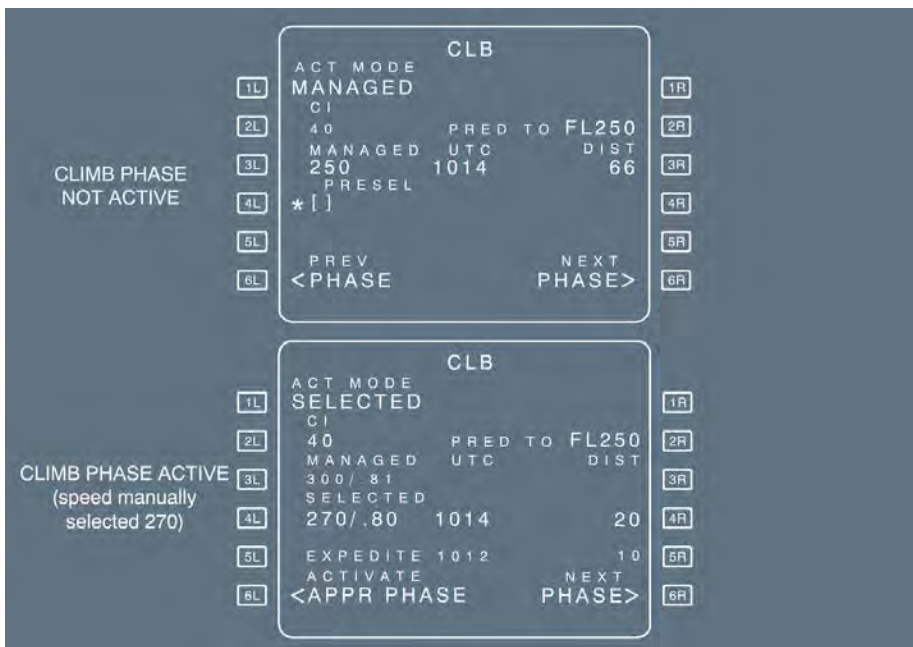 CLB
ACT MODE
1L MANAGED 1R
CI
2L 40 PRED TO FL250 2R
MANAGED UTC DIST
CLIMB PHASE
NOT ACTIVE
3L 250 1014 66 3R
PRESEL
4L *[] 4R
5L 5R
PREV NEXT
6L <PHASE PHASE> 6R
CLB
ACT MODE
1L SELECTED 1R
CI
2L 40 PRED TO FL250 2R
MANAGED UTC DIST
CLIMB PHASE ACTIVE
(speed manually
selected 270)
3L 300/.81 3R
SELECTED
4L 270/.80 1014 20 4R
5L EXPEDITE 1012 10 5R
ACTIVATE NEXT
6L <APPR PHASE PHASE> 6R